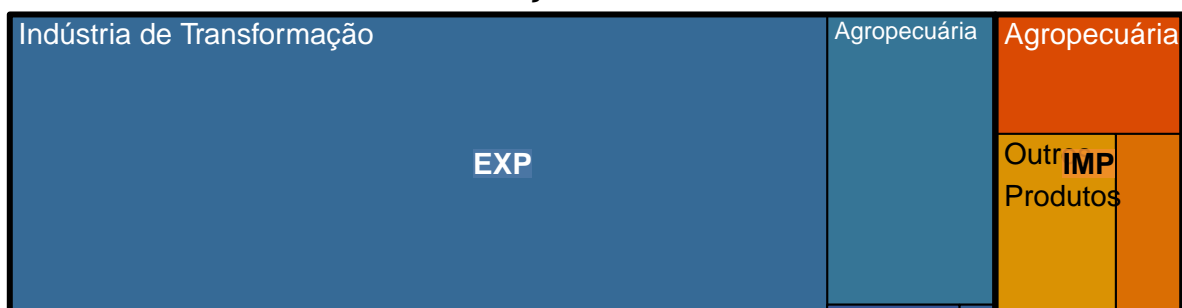 Indústria de Transformação
Agropecuária
Agropecuária
EXP
IMP
Produtos